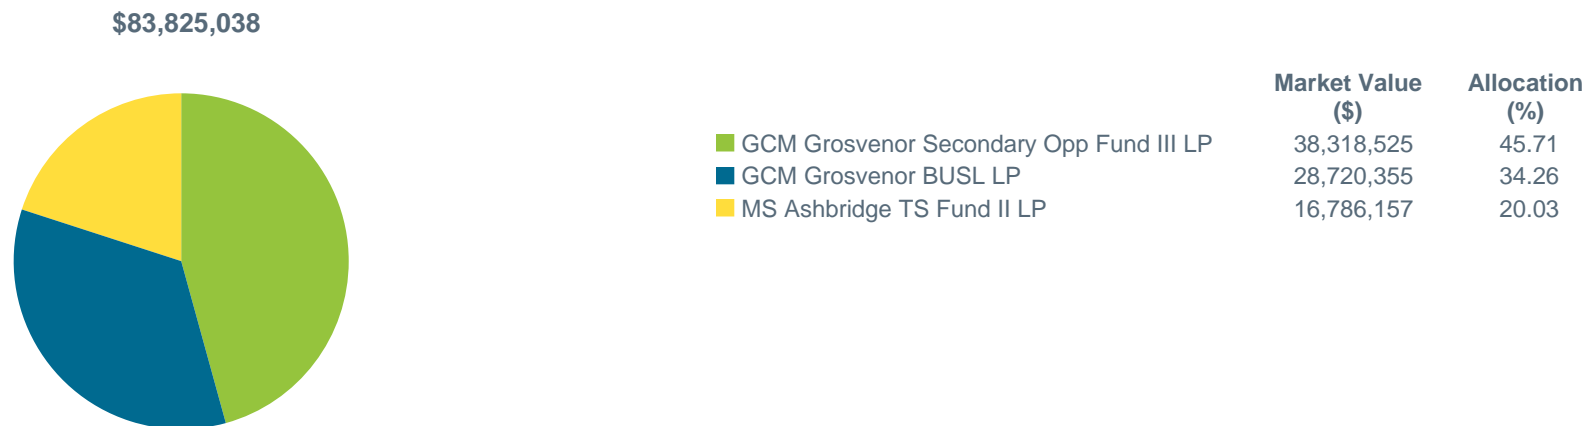 $83,825,038
Market Value Allocation
($) (%)
GCM Grosvenor Secondary Opp Fund III LP 38,318,525 45.71
GCM Grosvenor BUSL LP 28,720,355 34.26
MS Ashbridge TS Fund II LP 16,786,157 20.03